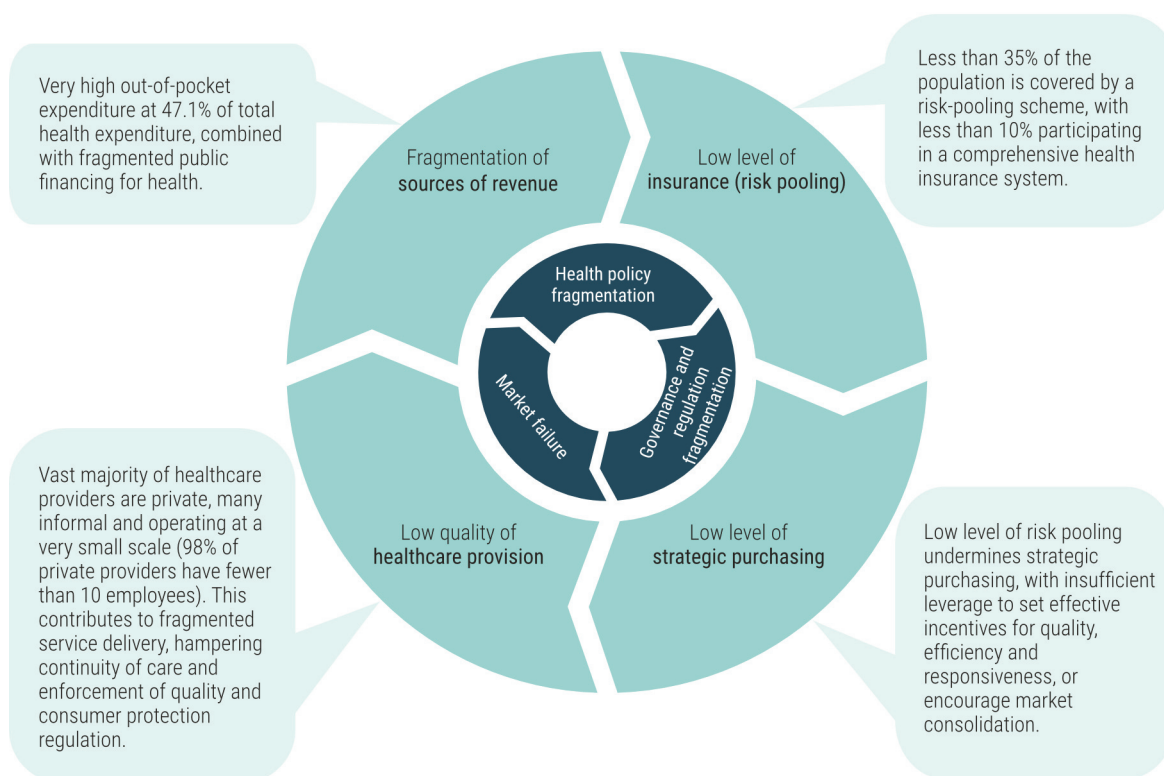 Very high out-of-pocket
expenditure at 47.1% of total
health expenditure, combined
with fragmented public
financing for health.
Less than 35% of the
population is covered by a
risk-pooling scheme, with
less than 10% participating
in a comprehensive health
insurance system.
Fragmentation of
sources of revenue
Low level of
insurance (risk pooling)
Health policy
fragmentation
Market failure
Governance and
regulation
fragmentation
Low quality of
healthcare provision
Low level of
strategic purchasing
Vast majority of healthcare
providers are private, many
informal and operating at a
very small scale (98% of
private providers have fewer
than 10 employees). This
contributes to fragmented
service delivery, hampering
continuity of care and
enforcement of quality and
consumer protection
regulation.
Low level of risk pooling
undermines strategic
purchasing, with insufficient
leverage to set effective
incentives for quality,
efficiency and
responsiveness, or
encourage market
consolidation.